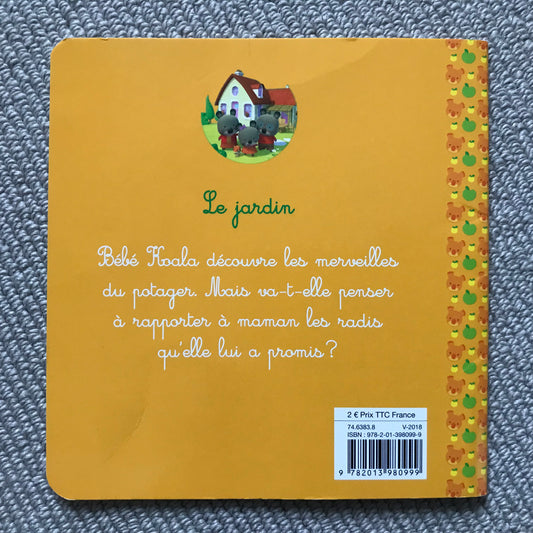 Le jardin
Bébé Koala découvre les merveilles
du potager. Mais va-t-elle penser
à rapporter à maman les radis
qu'elle lui a promis ?
2 € Prix TTC France
74.6383.8 V-2018
ISBN : 978-2-01-398099-9
9 782013 980999